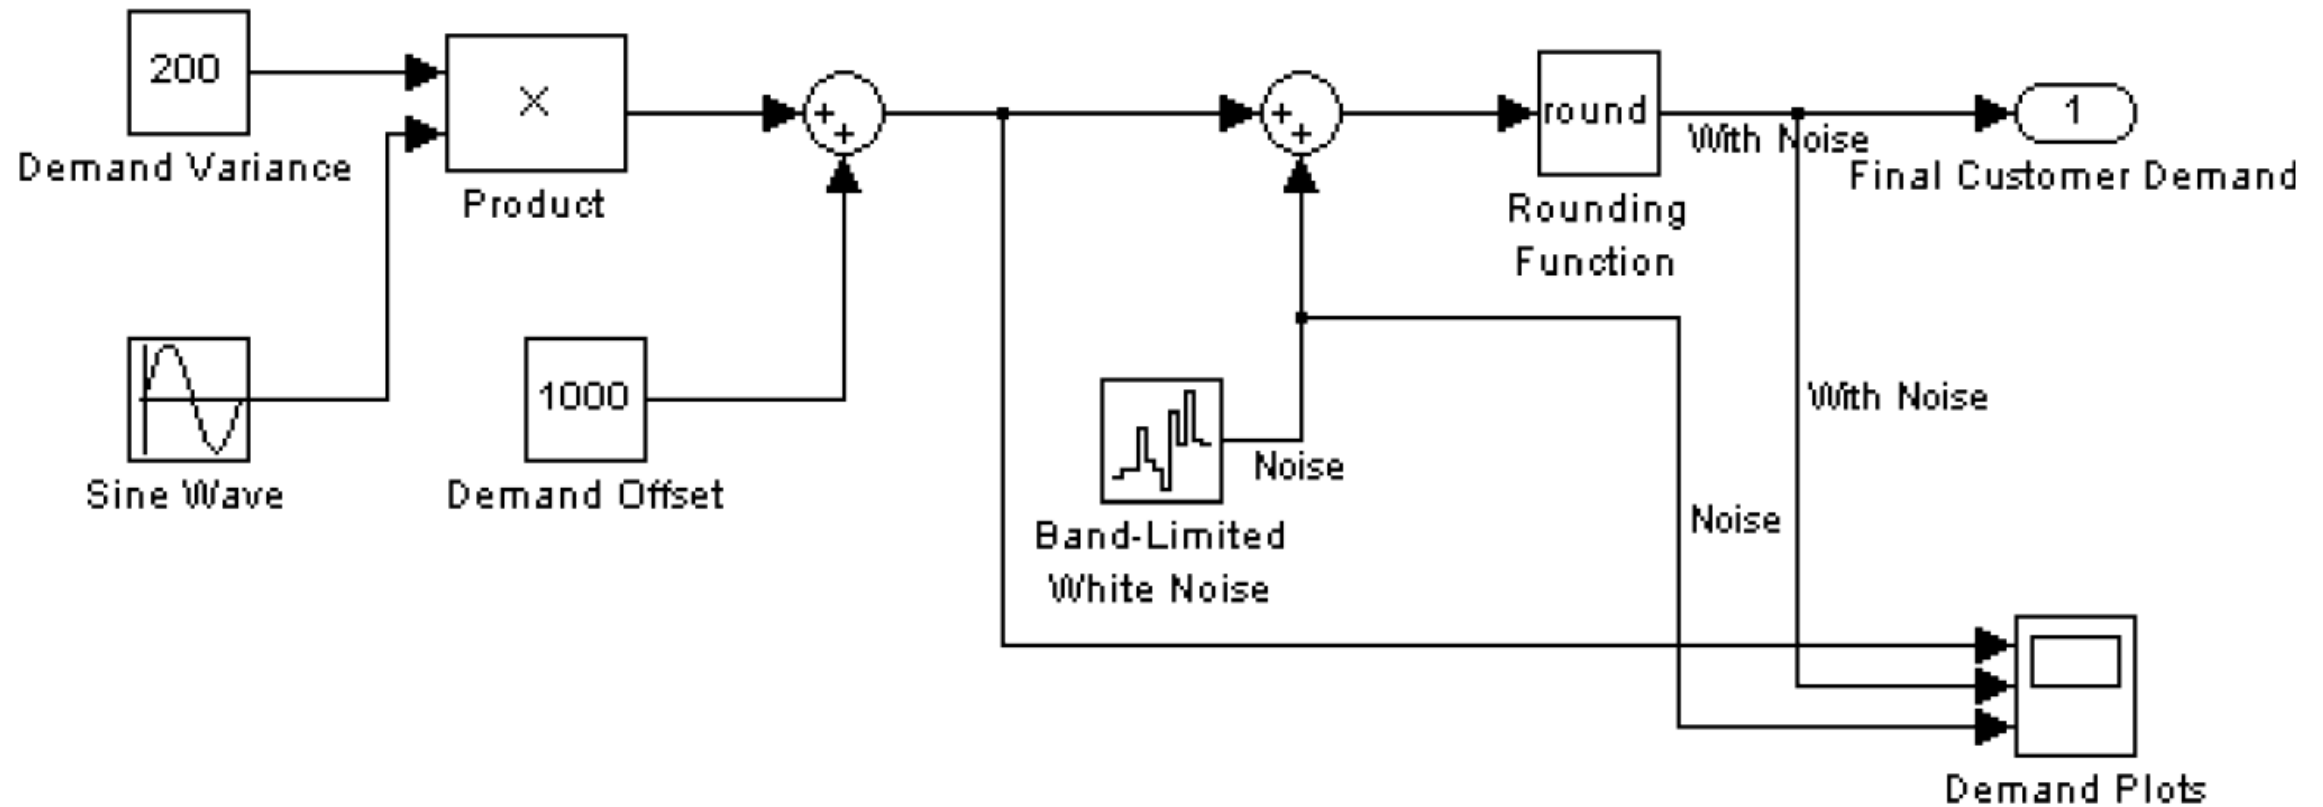 200
Demand Variance
×
Product
+
+
+
+
round
Rounding
Function
With Noise
1
Final Customer Demand
Sine Wave
1000
Demand Offset
Noise
Band-Limited
White Noise
With Noise
Noise
Demand Plots